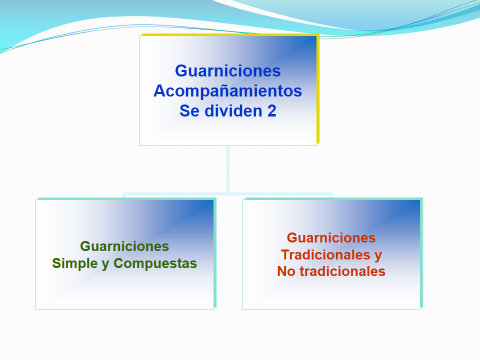 Guarniciones
Acompañamientos
Se dividen 2
Guarniciones
Simple y Compuestas
Guarniciones
Tradicionales y
No tradicionales